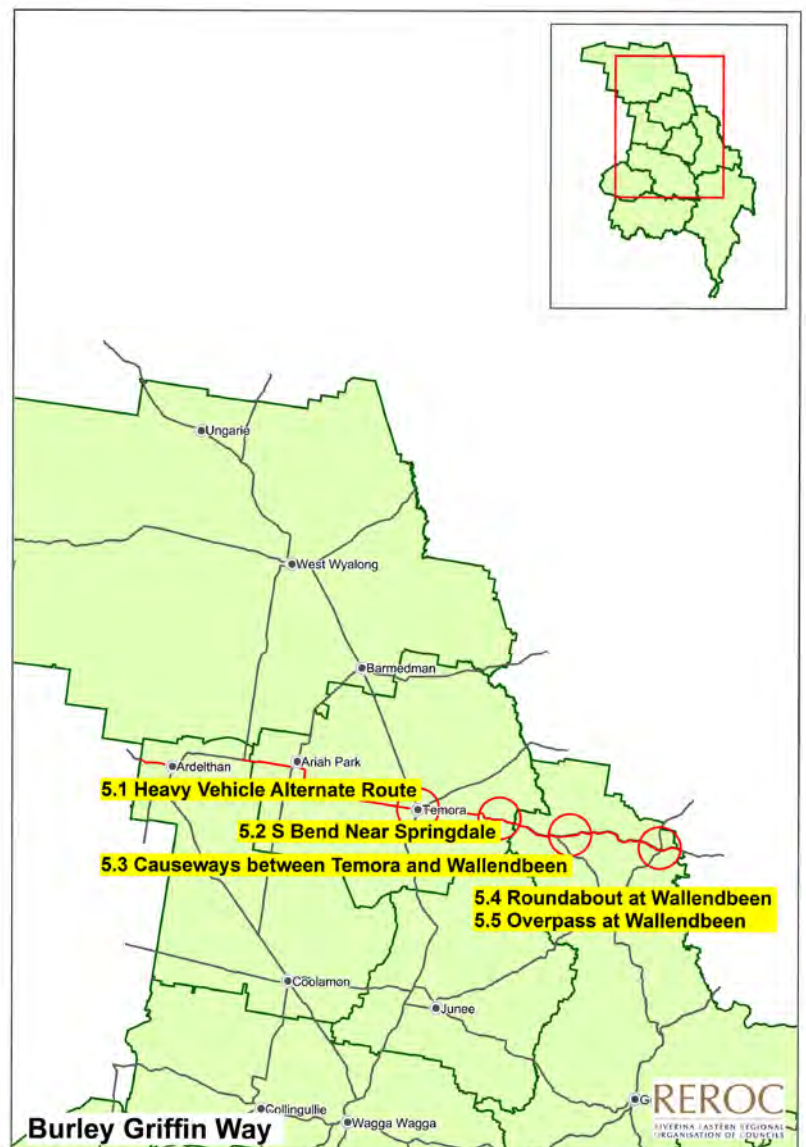 Ungarie
West Wyalong
Barmedman
Ardelthan
Ariah Park
5.1 Heavy Vehicle Alternate Route
Temora
5.2 S Bend Near Springdale
5.3 Causeways between Temora and Wallendbeen
5.4 Roundabout at Wallendbeen
5.5 Overpass at Wallendbeen
Coolamon
Junee
G
Collingullie
Wagga Wagga
Burley Griffin Way
REROC
RIVERINA EASTERN REGIONAL
ORGANISATION OF COUNCILS